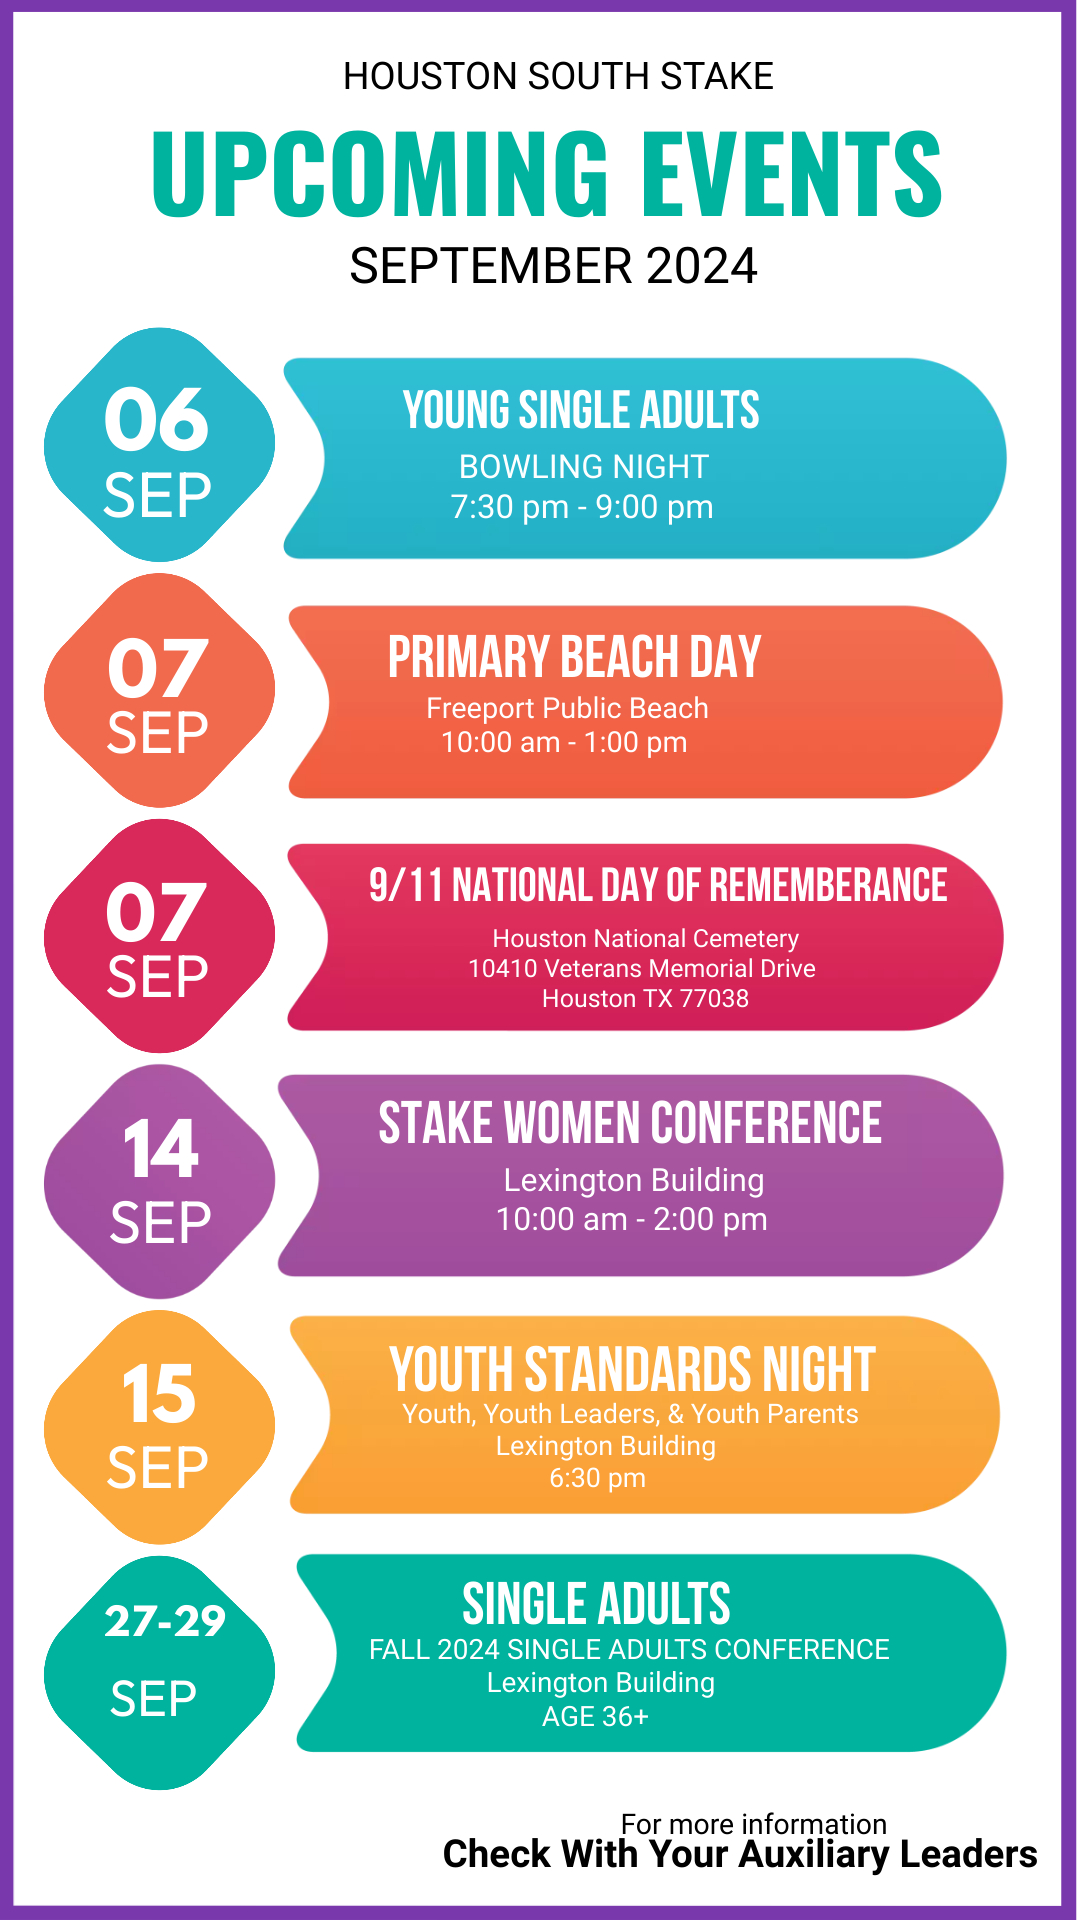 HOUSTON SOUTH STAKE
UPCOMING EVENTS
SEPTEMBER 2024
06
SEP
YOUNG SINGLE ADULTS
BOWLING NIGHT
7:30 pm - 9:00 pm
07
SEP
PRIMARY BEACH DAY
Freeport Public Beach
10:00 am - 1:00 pm
07
SEP
9/11 NATIONAL DAY OF REMEMBERANCE
Houston National Cemetery
10410 Veterans Memorial Drive
Houston TX 77038
14
SEP
STAKE WOMEN CONFERENCE
Lexington Building
10:00 am - 2:00 pm
15
SEP
YOUTH STANDARDS NIGHT
Youth, Youth Leaders, & Youth Parents
Lexington Building
6:30 pm
27-29
SEP
SINGLE ADULTS
FALL 2024 SINGLE ADULTS CONFERENCE
Lexington Building
AGE 36+
For more information
Check With Your Auxiliary Leaders